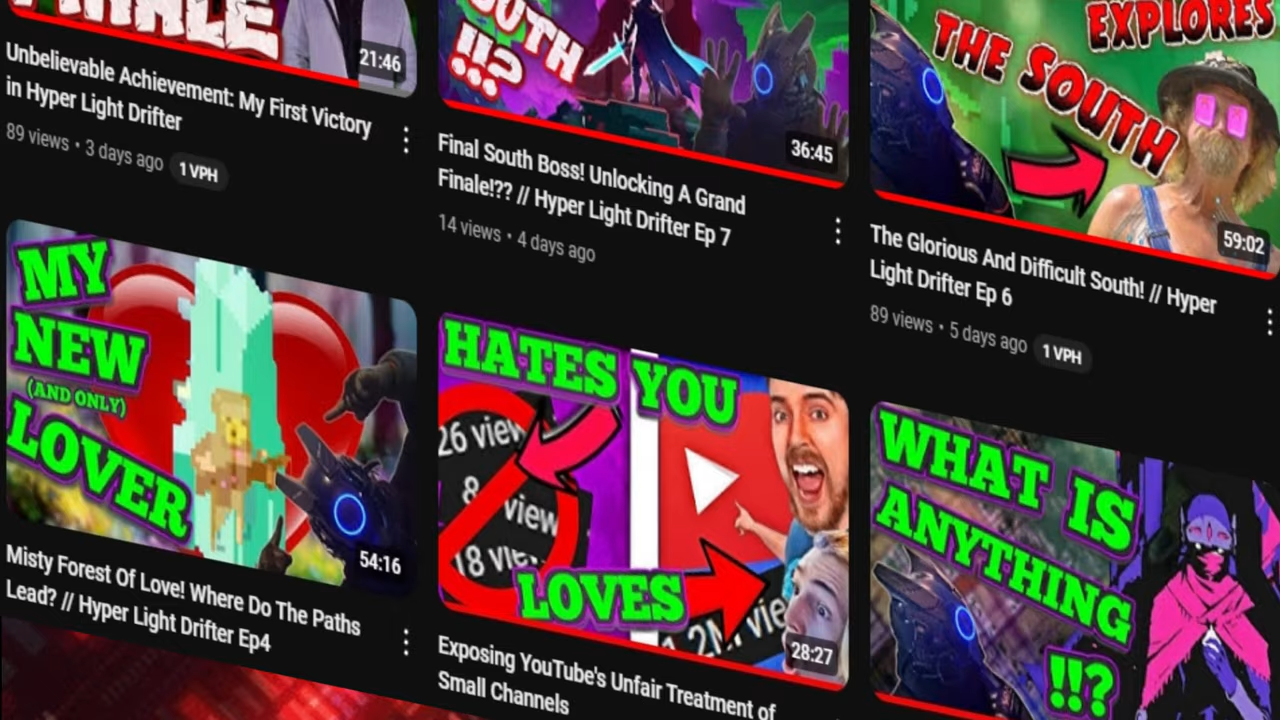 FINALE
21:46
Unbelievable Achievement: My First Victory
in Hyper Light Drifter
89 views • 3 days ago 1 VPH
SOUTH
!!?
36:45
Final South Boss! Unlocking A Grand
Finale!?? // Hyper Light Drifter Ep 7
14 views • 4 days ago
EXPLORES
THE SOUTH
59:02
The Glorious And Difficult South! // Hyper
Light Drifter Ep 6
89 views • 5 days ago 1 VPH
MY
NEW
(AND ONLY)
LOVER
54:16
Misty Forest Of Love! Where Do The Paths
Lead? // Hyper Light Drifter Ep4
HATES YOU
26 view
8
view
18 vie
LOVES
1.2M vie
28:27
Exposing YouTube's Unfair Treatment of
Small Channels
WHAT IS
ANYTHING
!!?